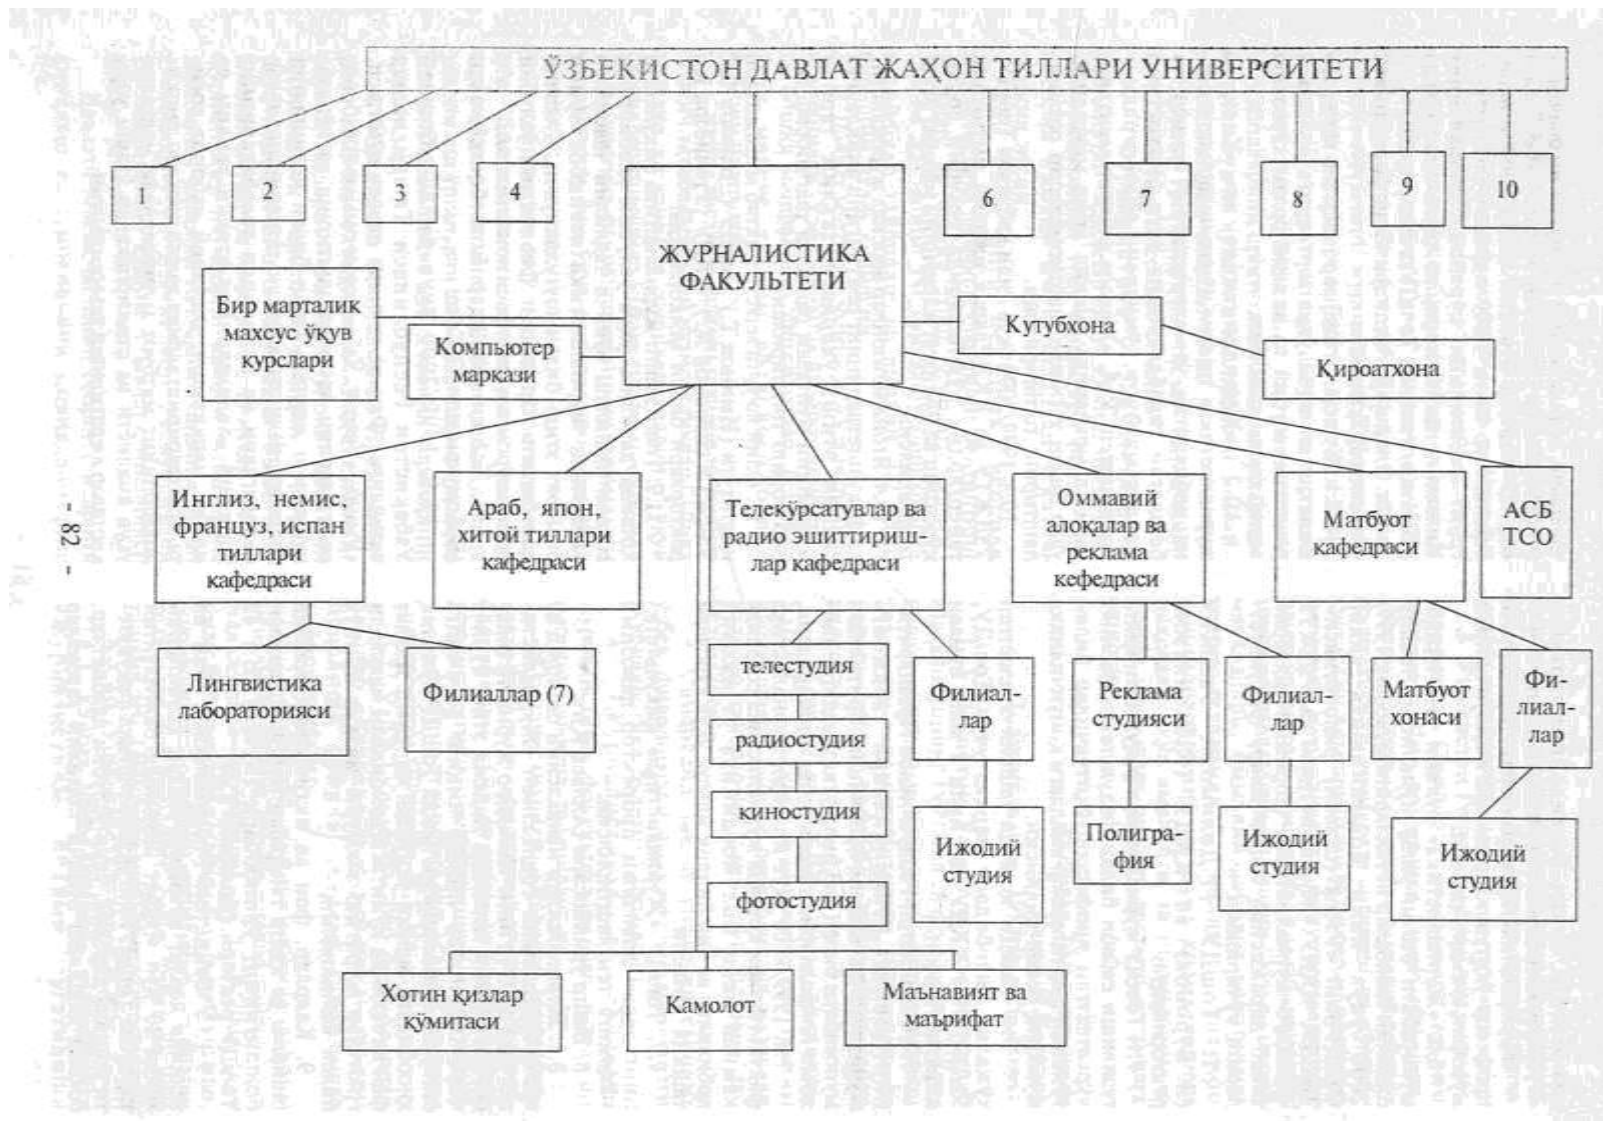 ЎЗБЕКИСТОН ДАВЛАТ ЖАҲОН ТИЛЛАРИ УНИВЕРСИТЕТИ
1
2
3
4
6
7
8
9
10
ЖУРНАЛИСТИКА
ФАКУЛЬТЕТИ
Бир марталик
махсус ўқув
курслари
Компьютер
маркази
Кутубхона
Қироатхона
Инглиз, немис,
француз, испан
тиллари
кафедраси
Араб, япон,
хитой тиллари
кафедраси
Телекўрсатувлар ва
радио эшиттириш-
лар кафедраси
Оммавий
алоқалар ва
реклама
кефедраси
Матбуот
кафедраси
АСБ
ТСО
Лингвистика
лабораторияси
Филиаллар (7)
телестудия
радиостудия
киностудия
фотостудия
Филиал-
лар
Ижодий
студия
Реклама
студияси
Полигра-
фия
Филиал-
лар
Ижодий
студия
Матбуот
хонаси
Фи-
лиал-
лар
Ижодий
студия
Хотин қизлар
қўмитаси
Камолот
Маънавият ва
маърифат
- 82 -